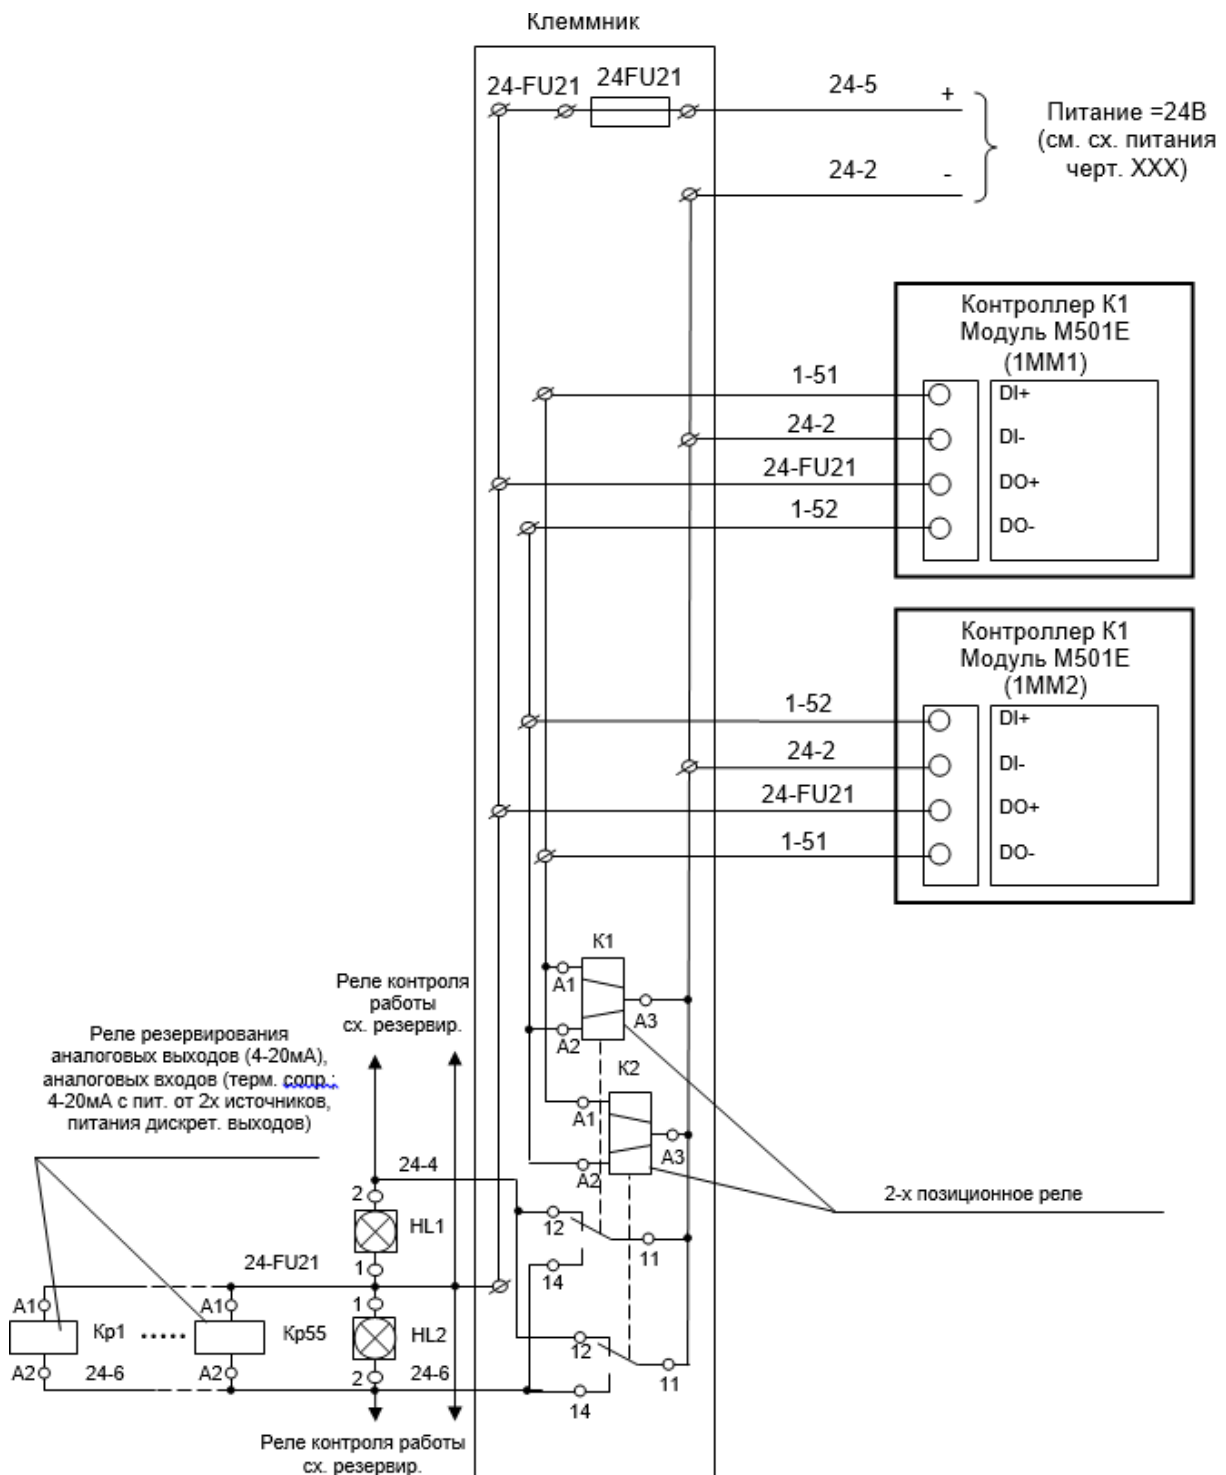 Клеммник
24-FU21
24FU21
24-5
+
Питание =24В
(см. сх. питания
черт. XXX)
24-2
-
Контроллер К1
Модуль М501Е
(1ММ1)
1-51
DI+
24-2
DI-
24-FU21
DO+
1-52
DO-
Контроллер К1
Модуль М501Е
(1ММ2)
1-52
DI+
24-2
DI-
24-FU21
DO+
1-51
DO-
К1
А1
А3
А2
К2
А1
А3
А2
Реле контроля
работы
сх. резервир.
Реле резервирования
аналоговых выходов (4-20мА),
аналоговых входов (терм. сопр.;
4-20мА с пит. от 2х источников,
питания дискрет. выходов)
2-х позиционное реле
24-4
2
HL1
1
12
11
14
24-FU21
А1
Кр1
А2
А1
Кр55
А2
1
HL2
2
24-6
24-6
12
11
14
Реле контроля работы
сх. резервир.